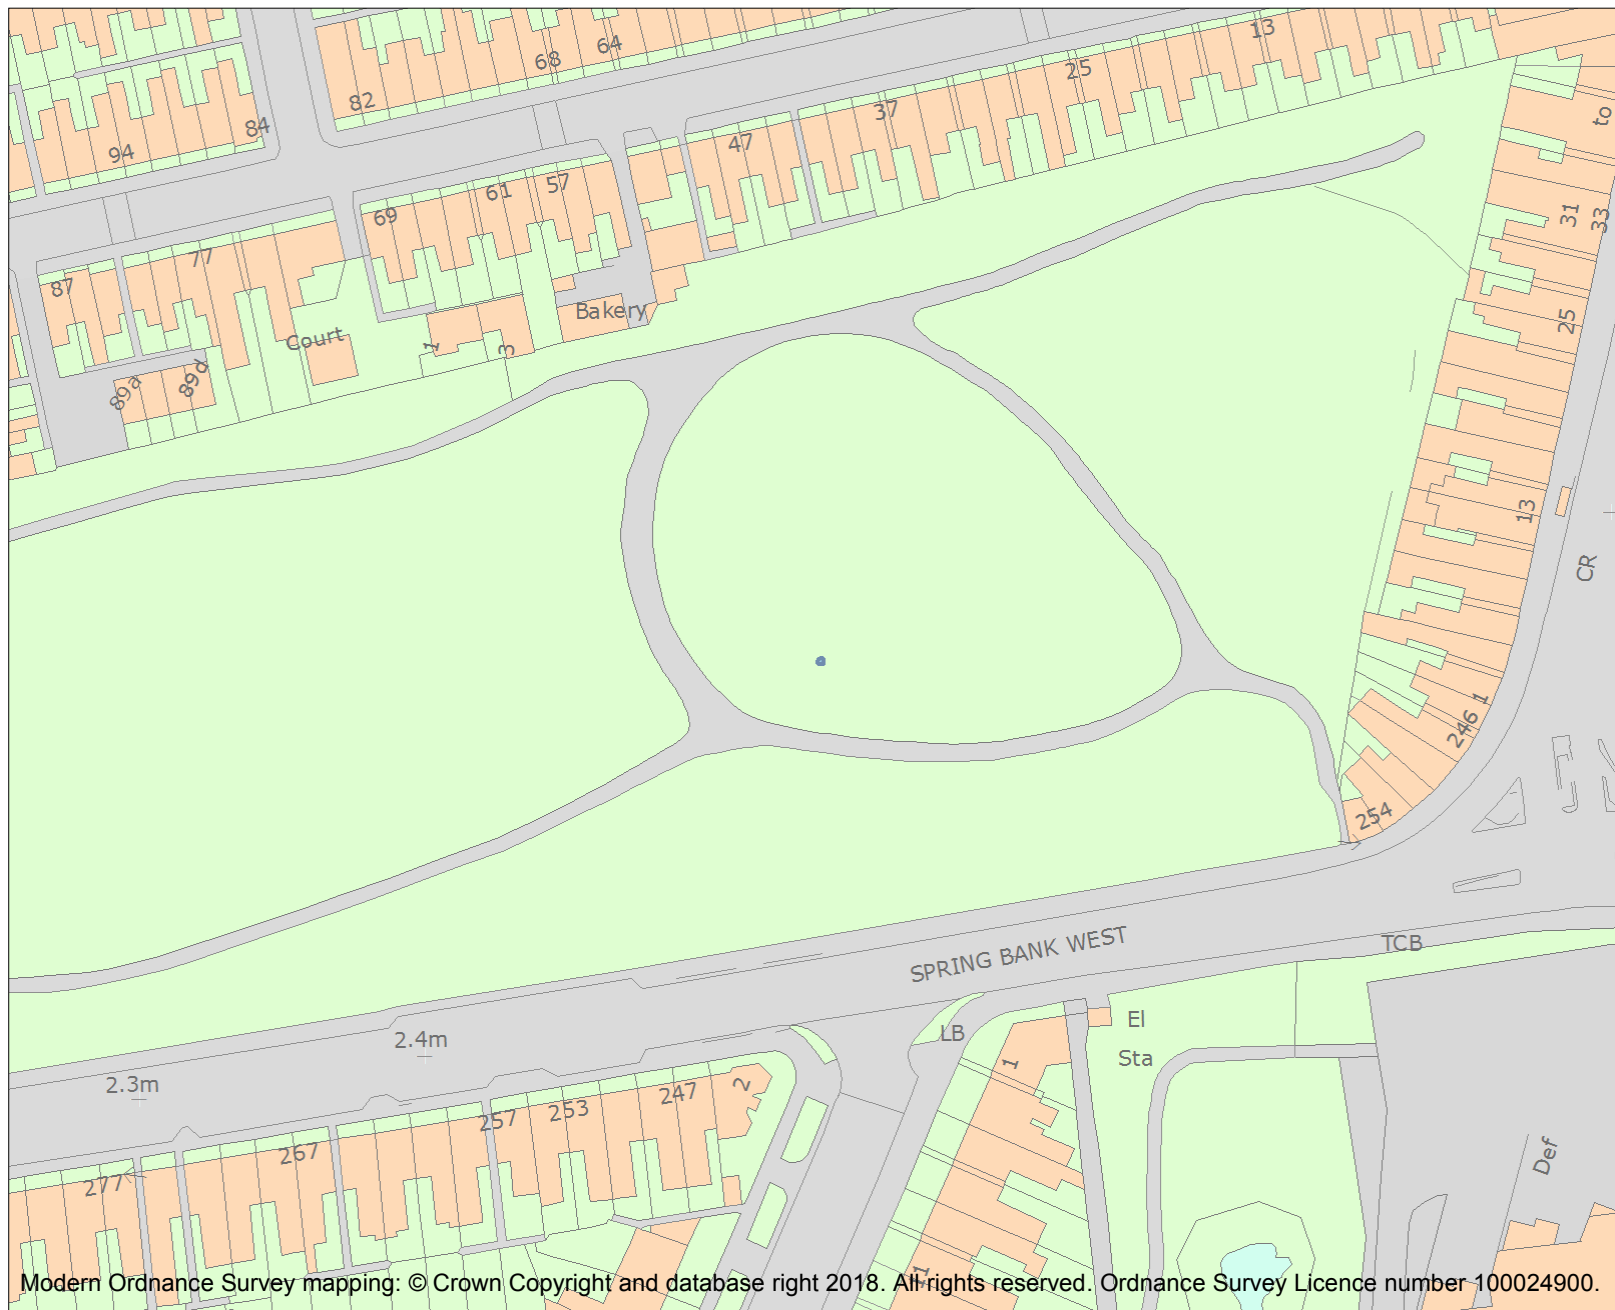 13
68
64
25
82
37
to
84
47
94
61
57
31
33
69
77
87
Bakery
25
Court
1
3
89a
89d
13
CR
1
246
254
SPRING BANK WEST
TCB
LB
El
Sta
2.4m
2.3m
1
2
247
253
257
267
277
Def
11
Modern Ordnance Survey mapping: © Crown Copyright and database right 2018. All rights reserved. Ordnance Survey Licence number 100024900.